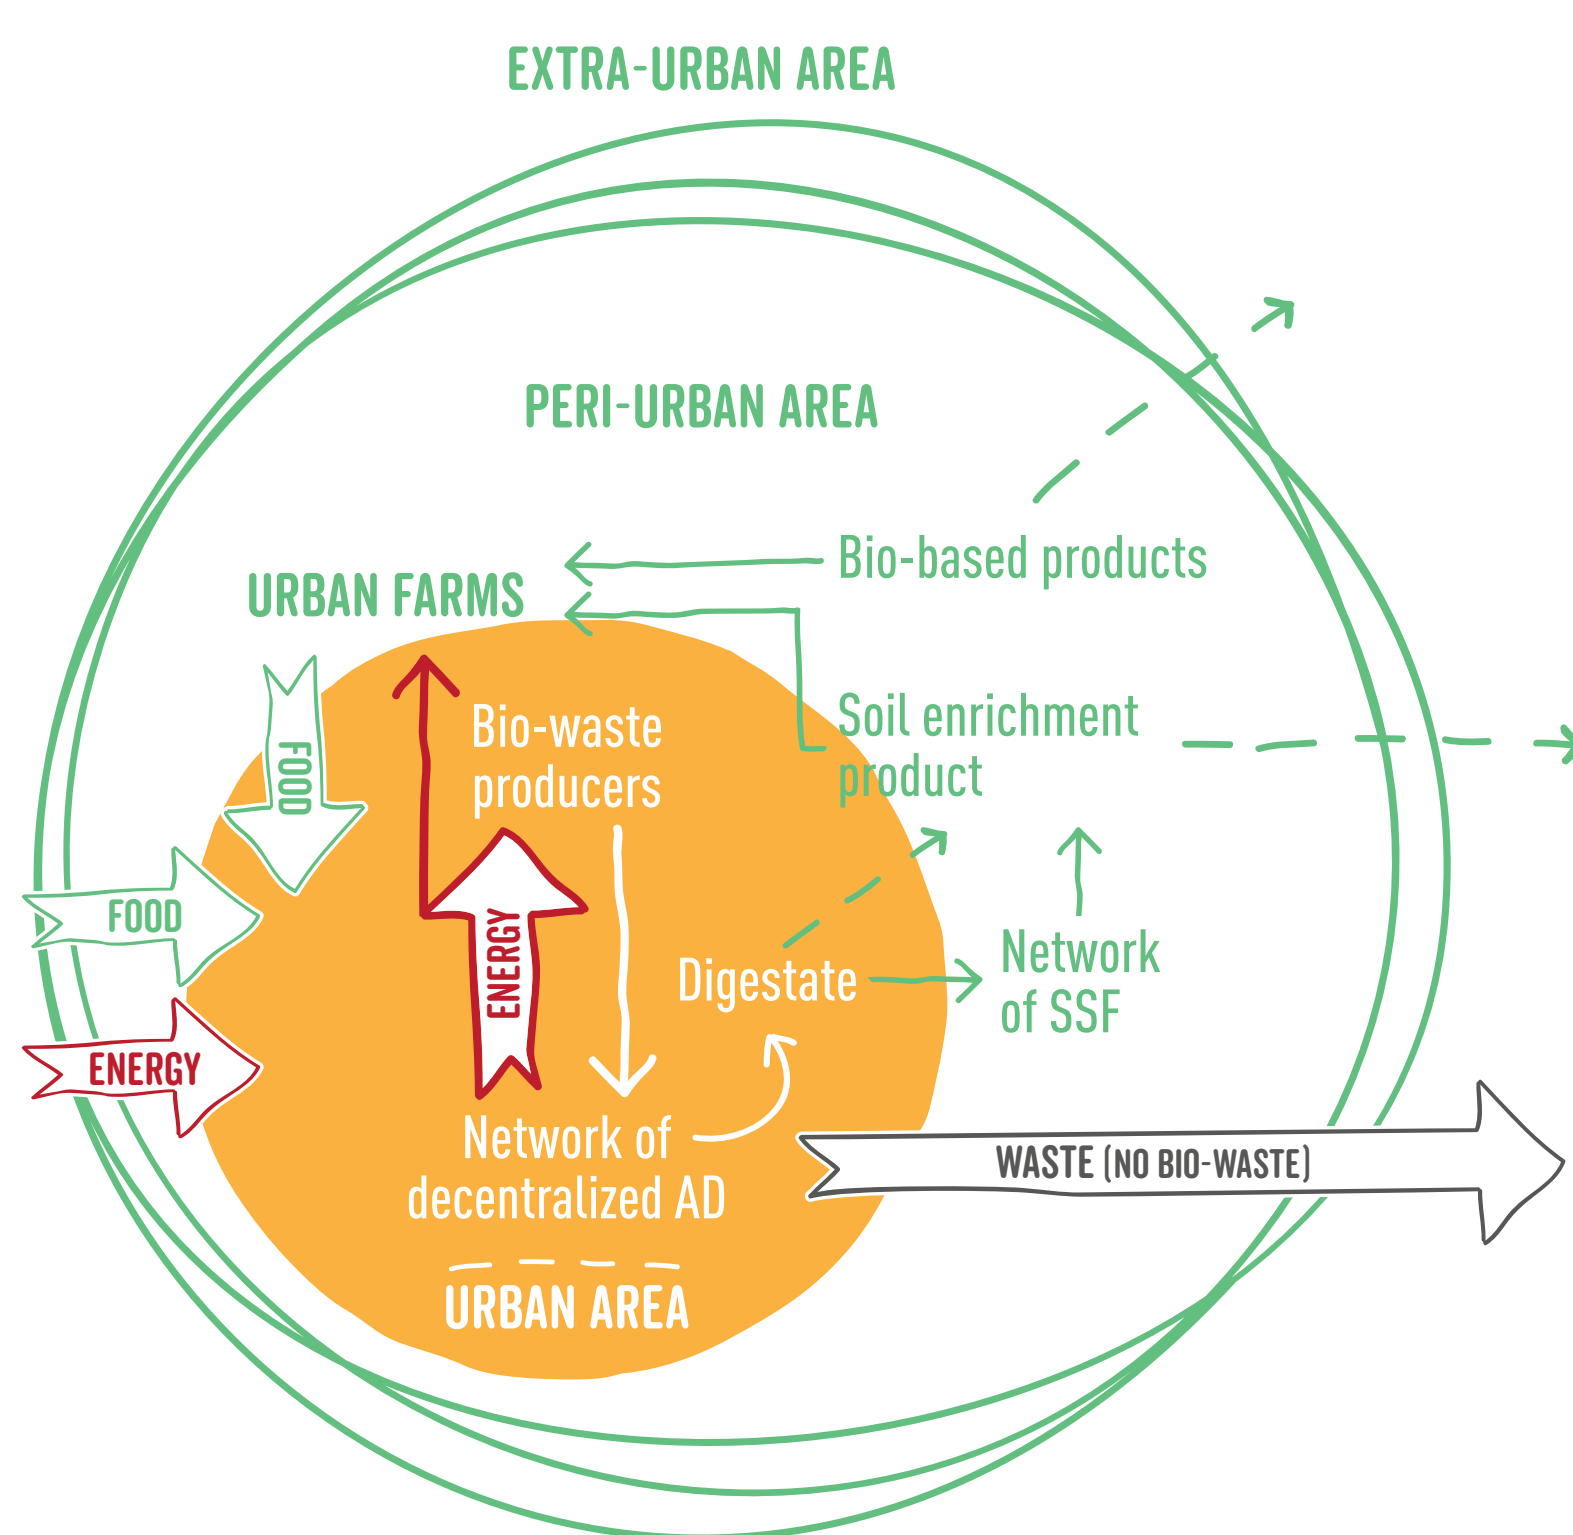 EXTRA-URBAN AREA
PERI-URBAN AREA
Bio-based products
URBAN FARMS
Soil enrichment
product
Bio-waste
producers
FOOD
FOOD
ENERGY
Digestate
Network
of SSF
ENERGY
Network of
decentralized AD
WASTE (NO BIO-WASTE)
URBAN AREA